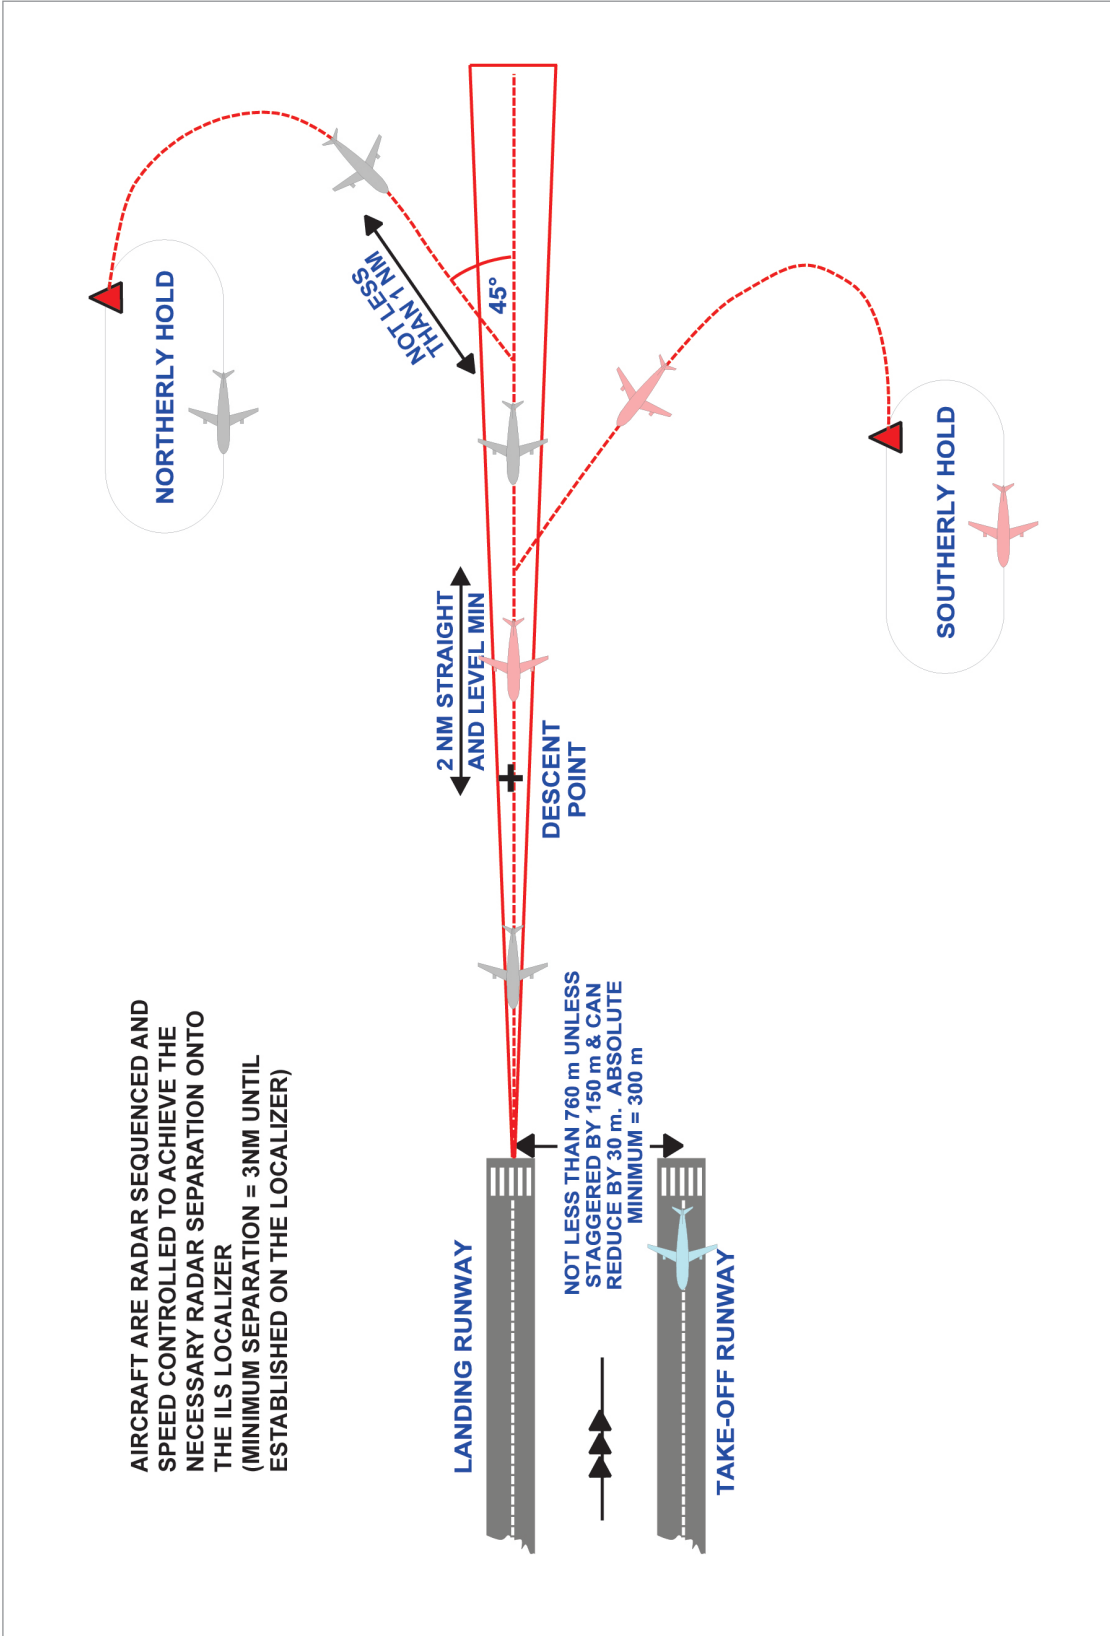 AIRCRAFT ARE RADAR SEQUENCED AND
SPEED CONTROLLED TO ACHIEVE THE
NECESSARY RADAR SEPARATION ONTO
THE ILS LOCALIZER
(MINIMUM SEPARATION = 3NM UNTIL
ESTABLISHED ON THE LOCALIZER)
NORTHERLY HOLD
NOT LESS
THAN 1 NM
45°
2 NM STRAIGHT
AND LEVEL MIN
DESCENT
POINT
LANDING RUNWAY
NOT LESS THAN 760 m UNLESS
STAGGERED BY 150 m & CAN
REDUCE BY 30 m. ABSOLUTE
MINIMUM = 300 m
TAKE-OFF RUNWAY
SOUTHERLY HOLD